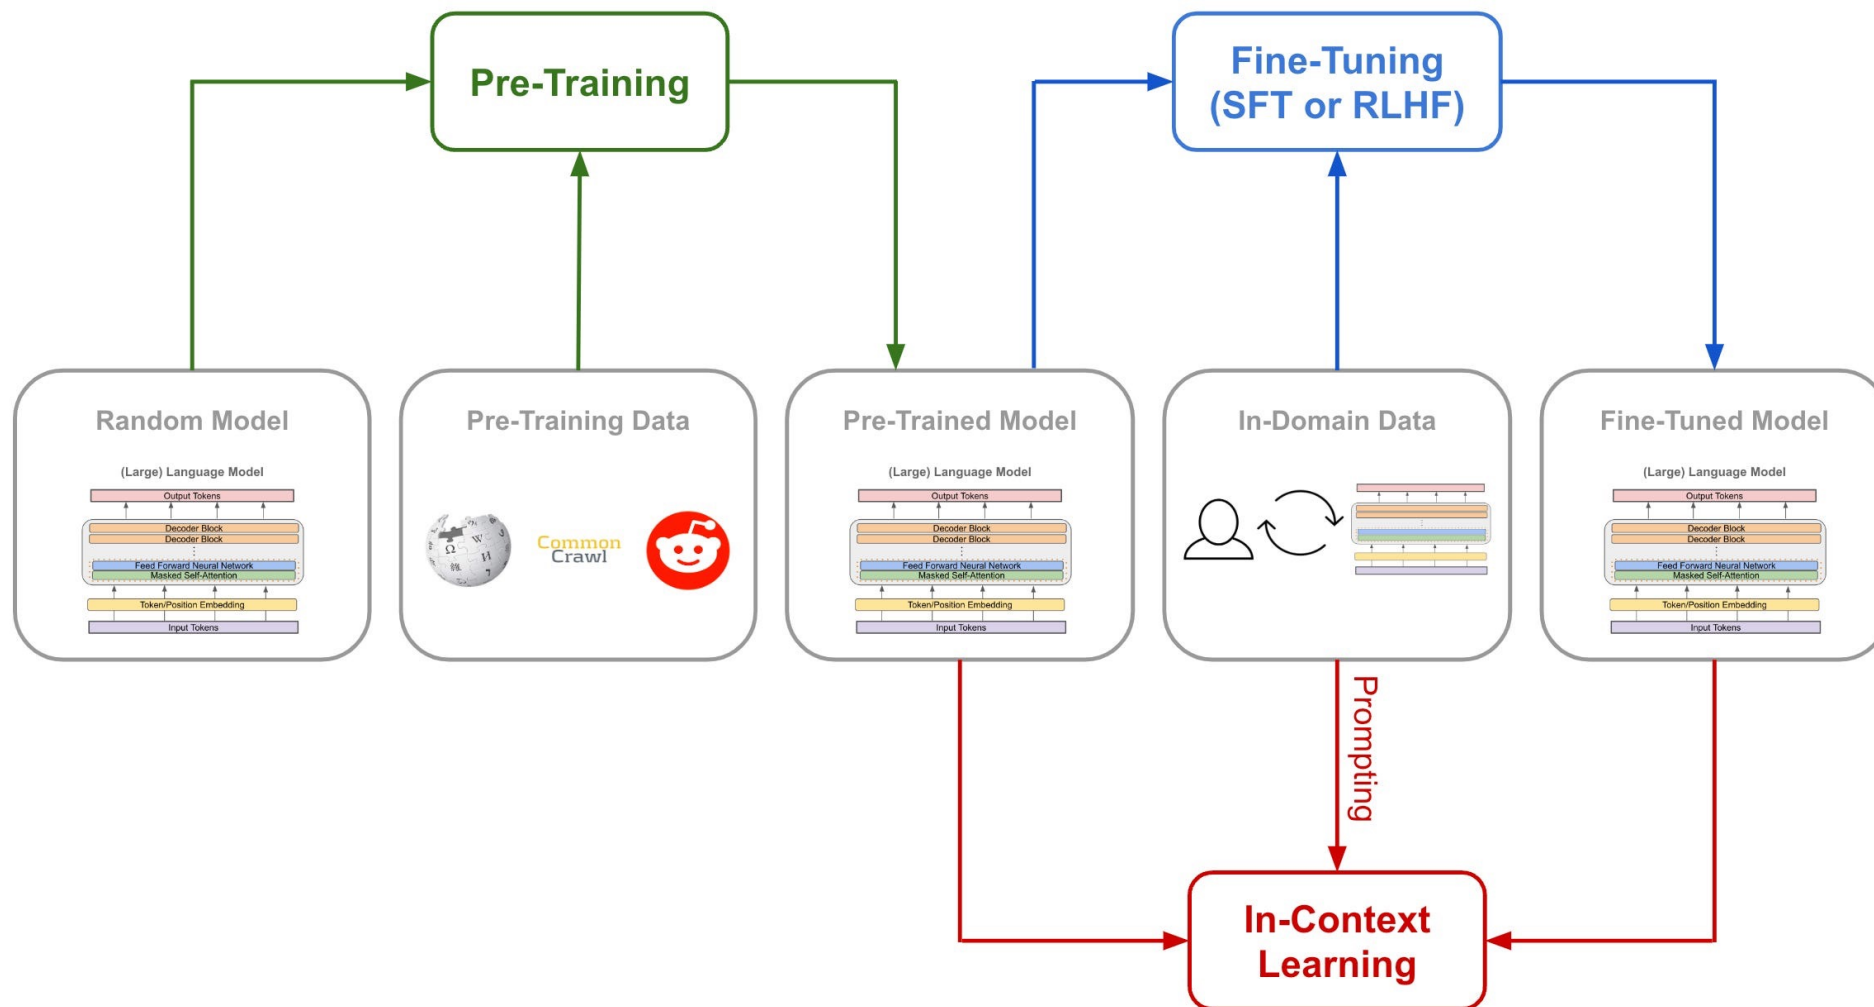 Pre-Training
Fine-Tuning
(SFT or RLHF)
Random Model
(Large) Language Model
Output Tokens
Decoder Block
Decoder Block
Feed Forward Neural Network
Masked Self-Attention
Token/Position Embedding
Input Tokens
Pre-Training Data
Ω
W
И
Common
Crawl
Pre-Trained Model
(Large) Language Model
Output Tokens
Decoder Block
Decoder Block
Feed Forward Neural Network
Masked Self-Attention
Token/Position Embedding
Input Tokens
In-Domain Data
Fine-Tuned Model
(Large) Language Model
Output Tokens
Decoder Block
Decoder Block
Feed Forward Neural Network
Masked Self-Attention
Token/Position Embedding
Input Tokens
Prompting
In-Context
Learning